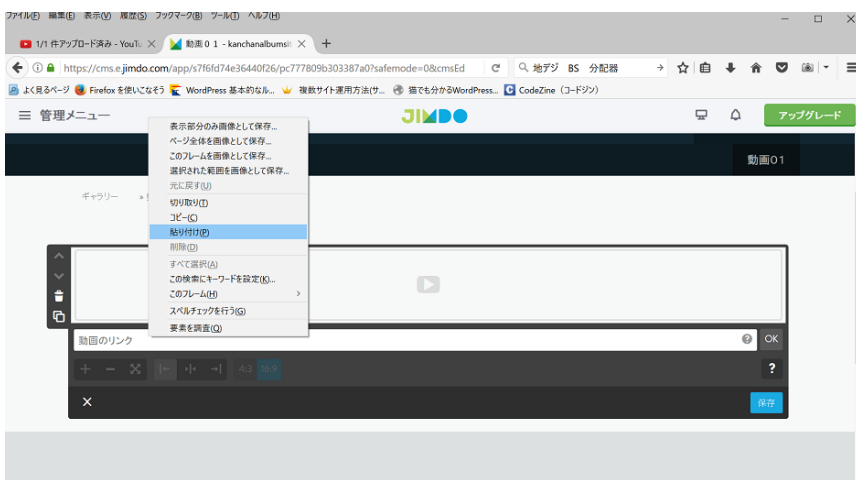 ファイル(F) 編集(E) 表示(V) 履歴(S) ブックマーク(B) ツール(T) ヘルプ(H)
1/1 件アップロード済み - YouTu 動画０１ - kanchanalbumsit
https://cms.e.jimdo.com/app/s7f6fd74e36440f26/pc777809b303387a0?safemode=0&cmsEd 地デジ BS 分配器
よく見るページ Firefox を使いこなそう WordPress 基本的なル... 複数サイト運用方法(サ... 猫でも分かるWordPress... CodeZine（コードジン）
管理メニュー JIMDO アップグレード
動画01
ギャラリー »
表示部分のみ画像として保存...
ページ全体を画像として保存...
このフレームを画像として保存...
選択された範囲を画像として保存...
元に戻す(U)
切り取り(T)
コピー(C)
貼り付け(P)
削除(D)
すべて選択(A)
この検索にキーワードを設定(K)...
このフレーム(H)
スペルチェックを行う(G)
要素を調査(Q)
動画のリンク OK
4:3 16:9 ?
保存